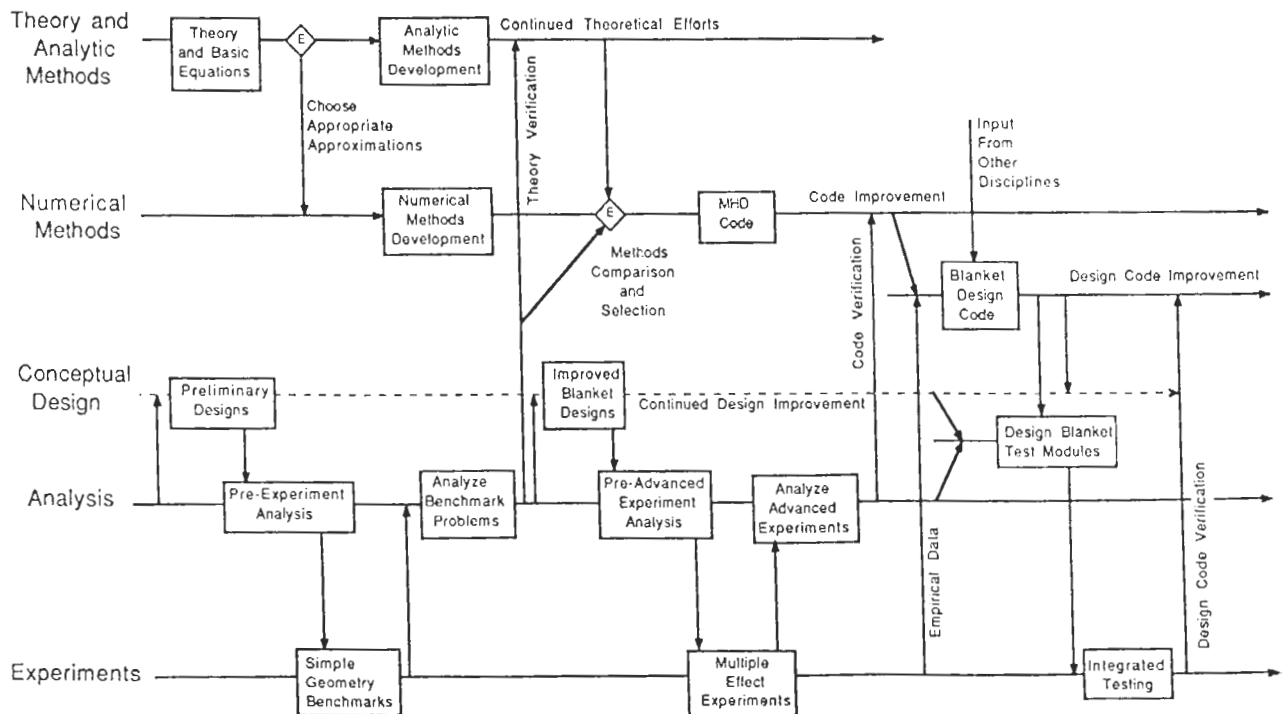 Theory and
Analytic
Methods
Theory
and Basic
Equations
E
Analytic
Methods
Development
Continued Theoretical Efforts
Choose
Appropriate
Approximations
Theory Verification
Input
From
Other
Disciptines
Numerical
Methods
Numerical
Methods
Development
E
MHD
Code
Code Improvement
Methods
Comparison
and
Selection
Code Verification
Blanket
Design
Code
Design Code Improvement
Conceptual
Design
Preliminary
Designs
Improved
Blanket
Designs
Continued Design Improvement
Design Blanket
Test Modules
Analysis
Pre-Experiment
Analysis
Analyze
Benchmark
Problems
Pre-Advanced
Experiment
Analysis
Analyze
Advanced
Experiments
Empirical Data
Design Code Verification
Experiments
Simple
Geometry
Benchmarks
Multiple
Effect
Experiments
Integrated
Testing